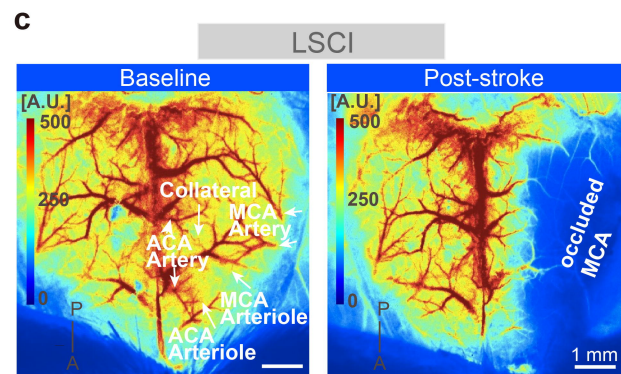 c
LSCI
Baseline
Post-stroke
[A.U.]
500
250
0
Collateral
MCA
Artery
ACA
Artery
MCA
Arteriole
ACA
Arteriole
P
A
[A.U.]
500
250
0
occluded
MCA
P
A
1 mm